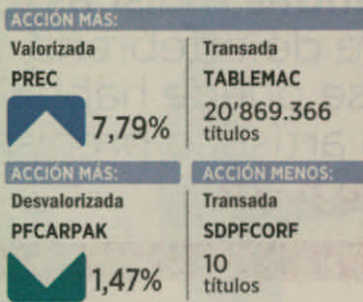 ACCIÓN MÁS:
Valorizada
PREC
7,79%
Transada
TABLEMAC
20'869.366
títulos
ACCIÓN MÁS:
Desvalorizada
PFCARPAK
1,47%
ACCIÓN MENOS:
Transada
SDPFCORF
10
títulos